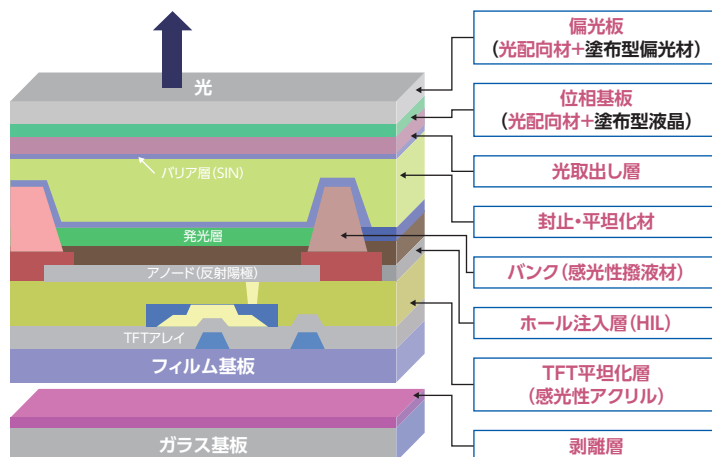 偏光板
(光配向材+塗布型偏光材)
光
位相基板
(光配向材+塗布型液晶)
光取出し層
バリア層(SIN)
封止・平坦化材
発光層
バンク(感光性撥液材)
アノード(反射陽極)
ホール注入層(HIL)
TFTアレイ
フィルム基板
TFT平坦化層
(感光性アクリル)
ガラス基板
剥離層